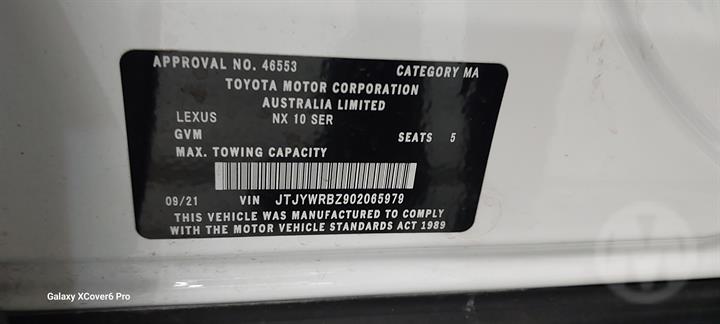 APPROVAL NO. 46553 CATEGORY MA
TOYOTA MOTOR CORPORATION
AUSTRALIA LIMITED
LEXUS NX 10 SER
GVM SEATS 5
MAX. TOWING CAPACITY
09/21 VIN JTJYWRBZ902065979
THIS VEHICLE WAS MANUFACTURED TO COMPLY
WITH THE MOTOR VEHICLE STANDARDS ACT 1989
Galaxy XCover6 Pro